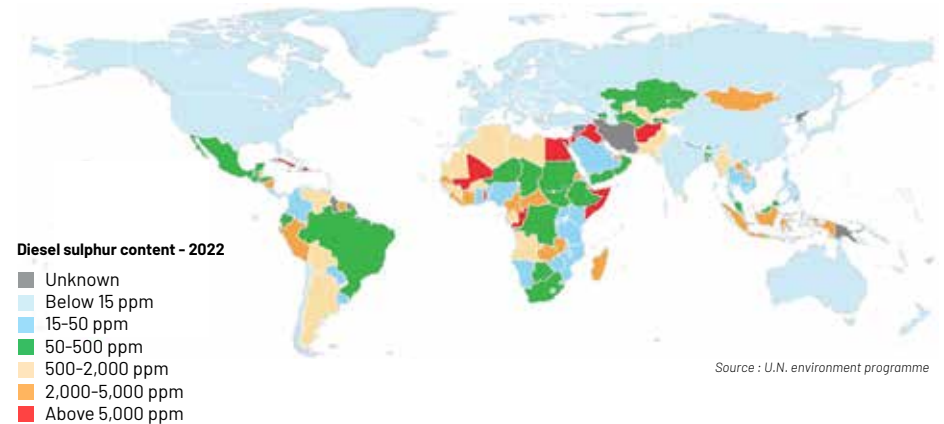 Diesel sulphur content - 2022
Unknown
Below 15 ppm
15-50 ppm
50-500 ppm
500-2,000 ppm
2,000-5,000 ppm
Above 5,000 ppm
Source : U.N. environment programme